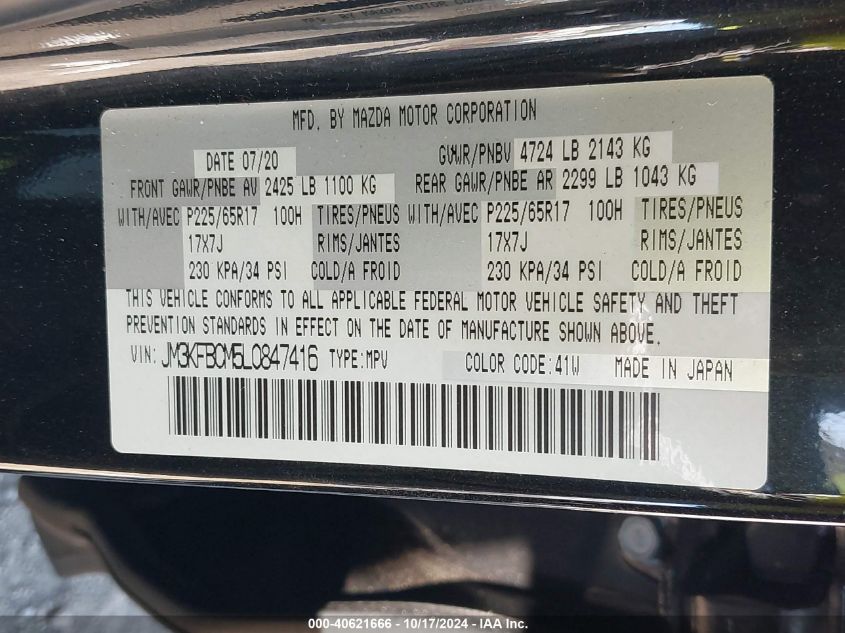 MFD. BY MAZDA MOTOR CORPORATION
DATE 07/20 GVWR/PNBV 4724 LB 2143 KG
FRONT GAWR/PNBE AV 2425 LB 1100 KG REAR GAWR/PNBE AR 2299 LB 1043 KG
WITH/AVEC P225/65R17 100H TIRES/PNEUS WITH/AVEC P225/65R17 100H TIRES/PNEUS
17X7J RIMS/JANTES 17X7J RIMS/JANTES
230 KPA/34 PSI COLD/A FROID 230 KPA/34 PSI COLD/A FROID
THIS VEHICLE CONFORMS TO ALL APPLICABLE FEDERAL MOTOR VEHICLE SAFETY AND THEFT
PREVENTION STANDARDS IN EFFECT ON THE DATE OF MANUFACTURE SHOWN ABOVE.
VIN: JM3KFBCM5L0847416 TYPE:MPV COLOR CODE:41W MADE IN JAPAN
000-40621666 - 10/17/2024 - IAAI.com